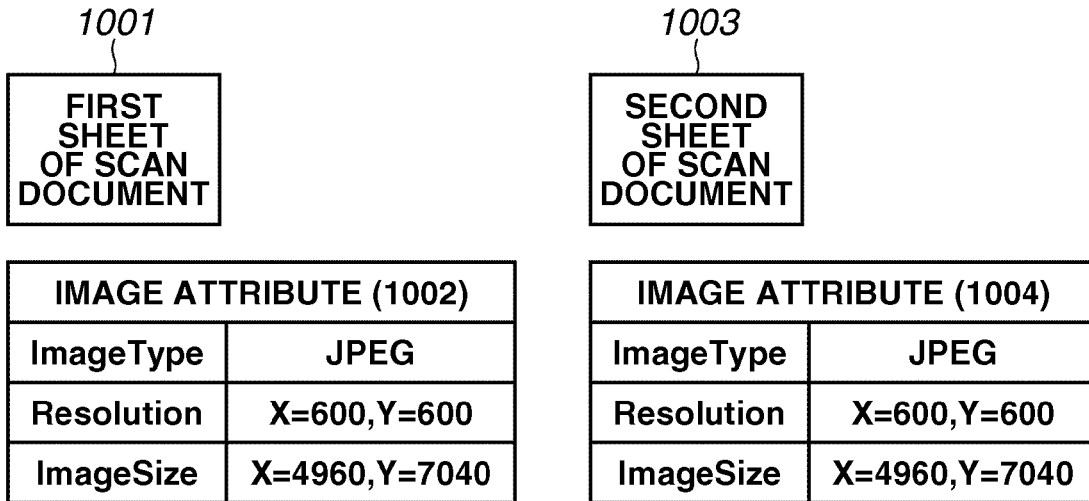 1001
FIRST
SHEET
OF SCAN
DOCUMENT
IMAGE ATTRIBUTE (1002)
ImageType JPEG
Resolution X=600,Y=600
ImageSize X=4960,Y=7040
1003
SECOND
SHEET
OF SCAN
DOCUMENT
IMAGE ATTRIBUTE (1004)
ImageType JPEG
Resolution X=600,Y=600
ImageSize X=4960,Y=7040